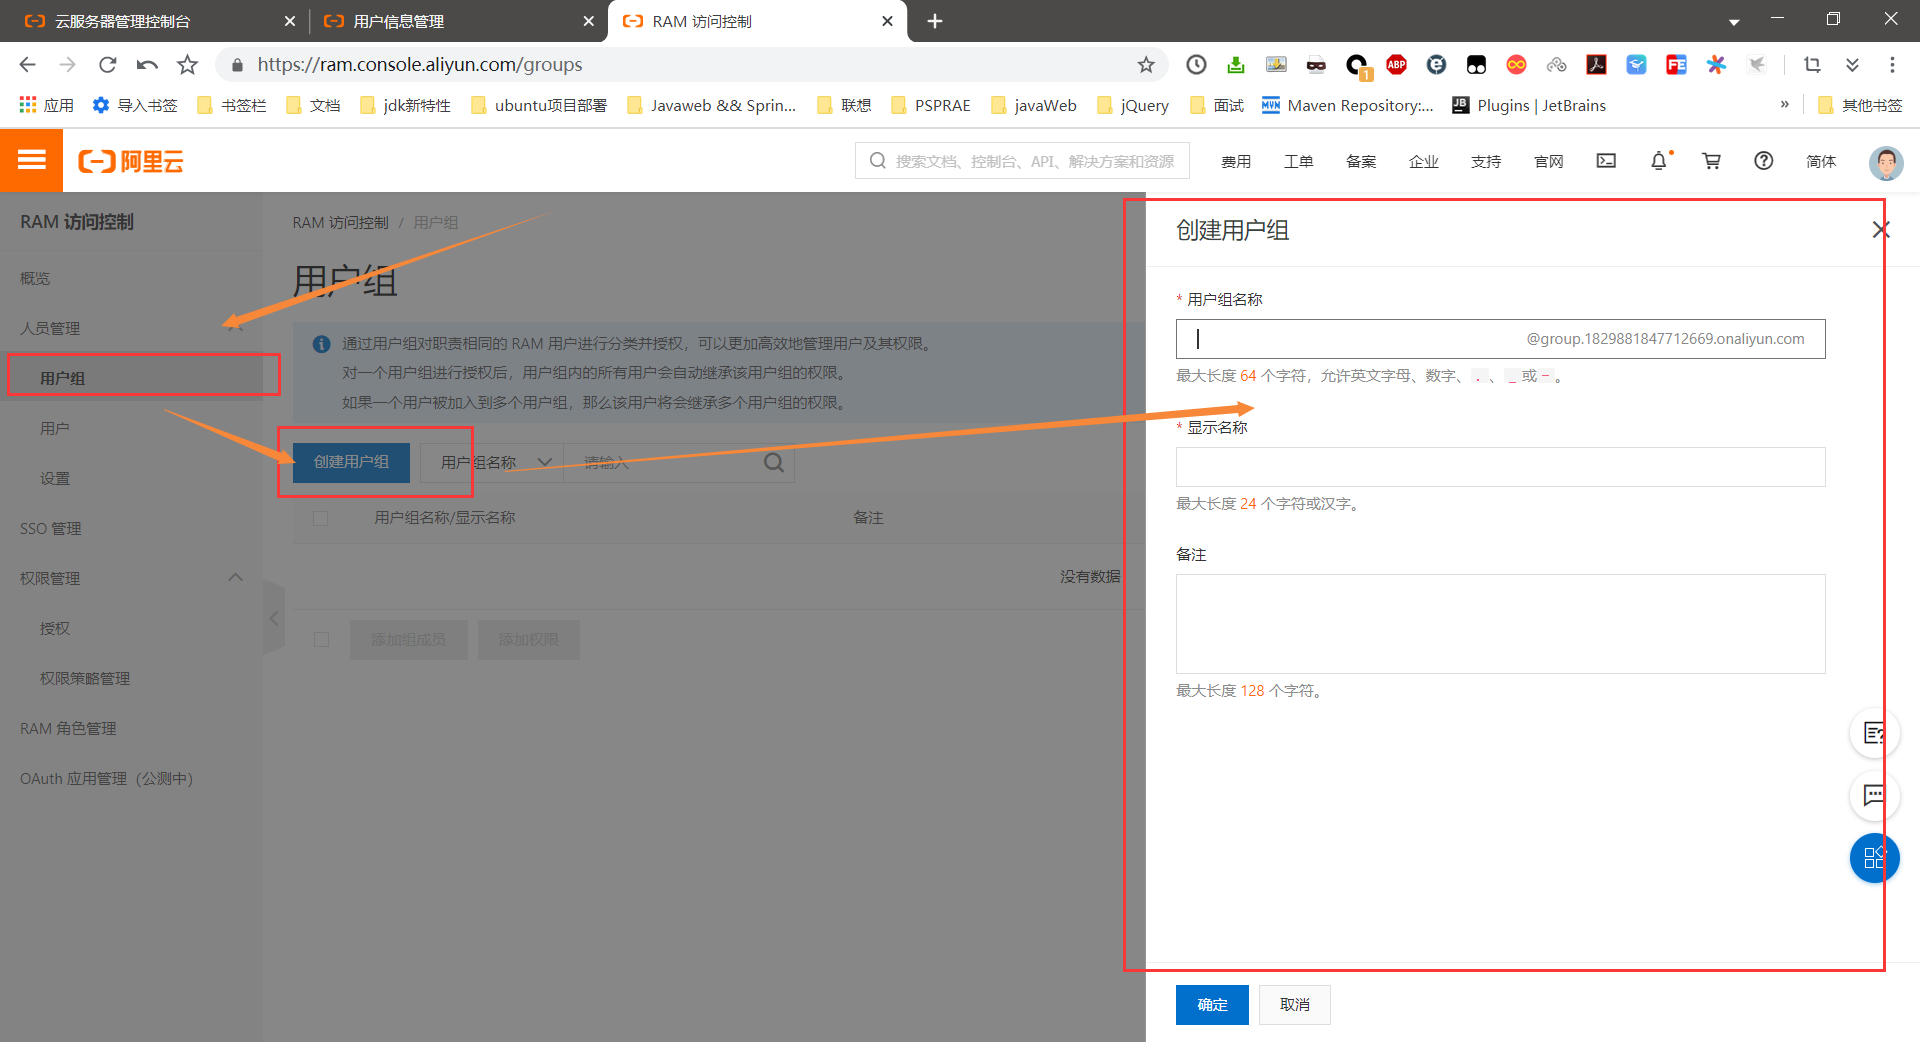 云服务器管理控制台
用户信息管理
RAM 访问控制
https://ram.console.aliyun.com/groups
1
ABP
FE
应用
导入书签
书签栏
文档
jdk新特性
ubuntu项目部署
Javaweb && Sprin...
联想
PSPRAE
javaWeb
jQuery
面试
MVN
Maven Repository:...
JB
Plugins | JetBrains
»
其他书签
阿里云
搜索文档、控制台、API、解决方案和资源
费用
工单
备案
企业
支持
官网
简体
RAM 访问控制
概览
人员管理
用户组
用户
设置
SSO 管理
权限管理
授权
权限策略管理
RAM 角色管理
OAuth 应用管理（公测中）
RAM 访问控制 / 用户组
用户组
通过用户组对职责相同的 RAM 用户进行分类并授权，可以更加高效地管理用户及其权限。
对一个用户组进行授权后，用户组内的所有用户会自动继承该用户组的权限。
如果一个用户被加入到多个用户组，那么该用户将会继承多个用户组的权限。
创建用户组
用户组名称
请输入
用户组名称/显示名称
备注
没有数据
添加组成员
添加权限
创建用户组
* 用户组名称
@group.1829881847712669.onaliyun.com
最大长度 64 个字符，允许英文字母、数字、 . 、 _ 或 - 。
* 显示名称
最大长度 24 个字符或汉字。
备注
最大长度 128 个字符。
确定
取消